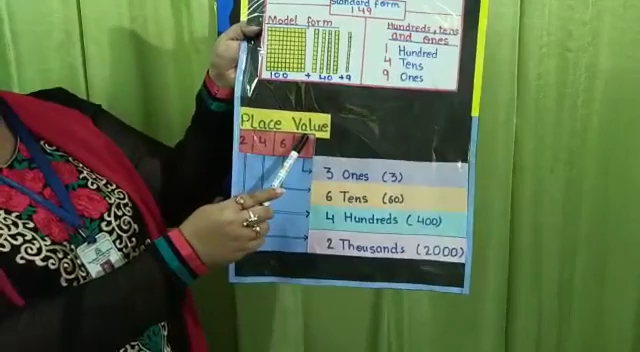 Standard form
149
Model form
100 + 40 + 9
Hundreds, tens
and Ones
1 Hundred
4 Tens
9 Ones
Place Value
2 4 6
3 Ones (3)
6 Tens (60)
4 Hundreds (400)
2 Thousands (2000)